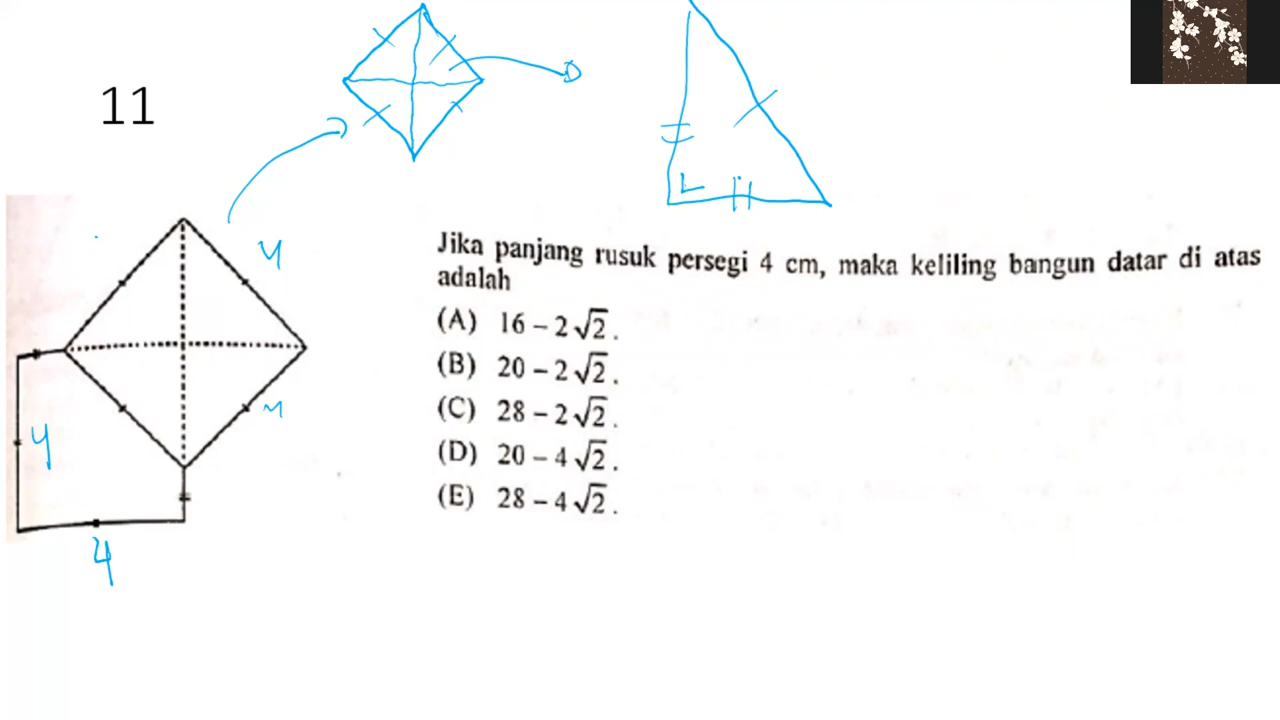 11
4
4
4
4
Jika panjang rusuk persegi 4 cm, maka keliling bangun datar di atas
adalah
(A) 16 – 2√2.
(B) 20 – 2√2.
(C) 28 – 2√2.
(D) 20 – 4√2.
(E) 28 – 4√2.